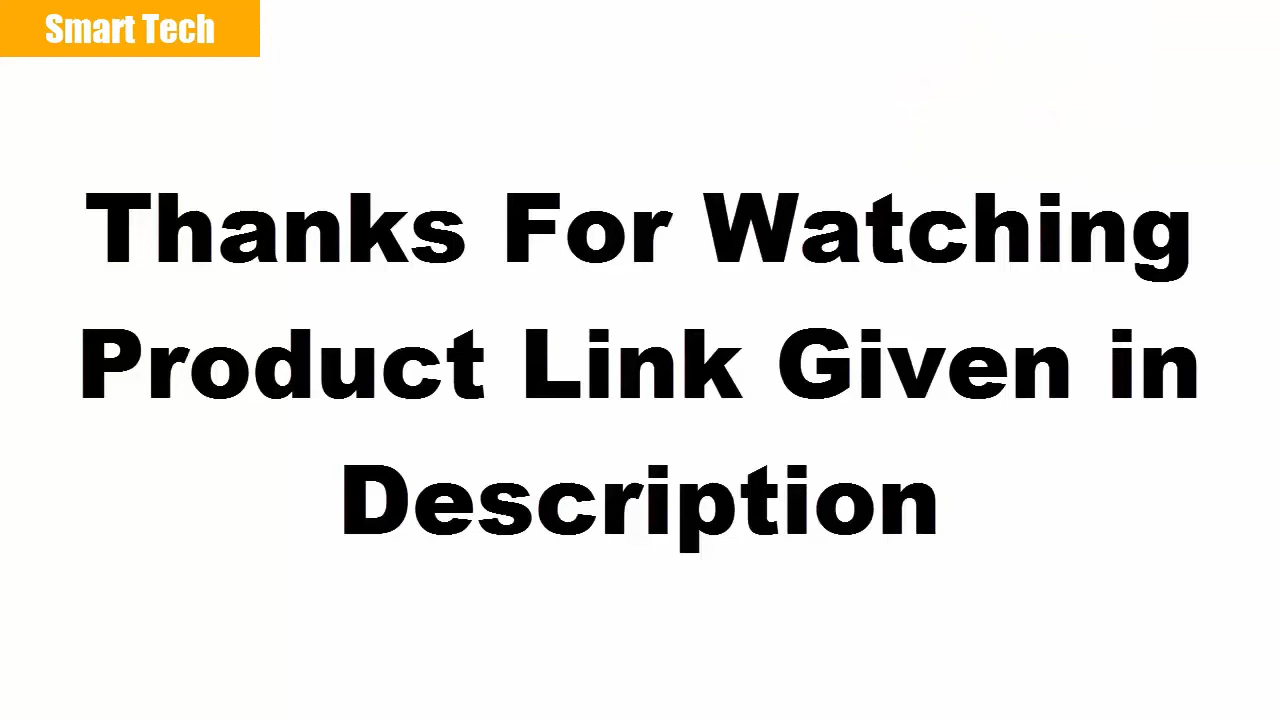 Smart Tech
Thanks For Watching
Product Link Given in
Description